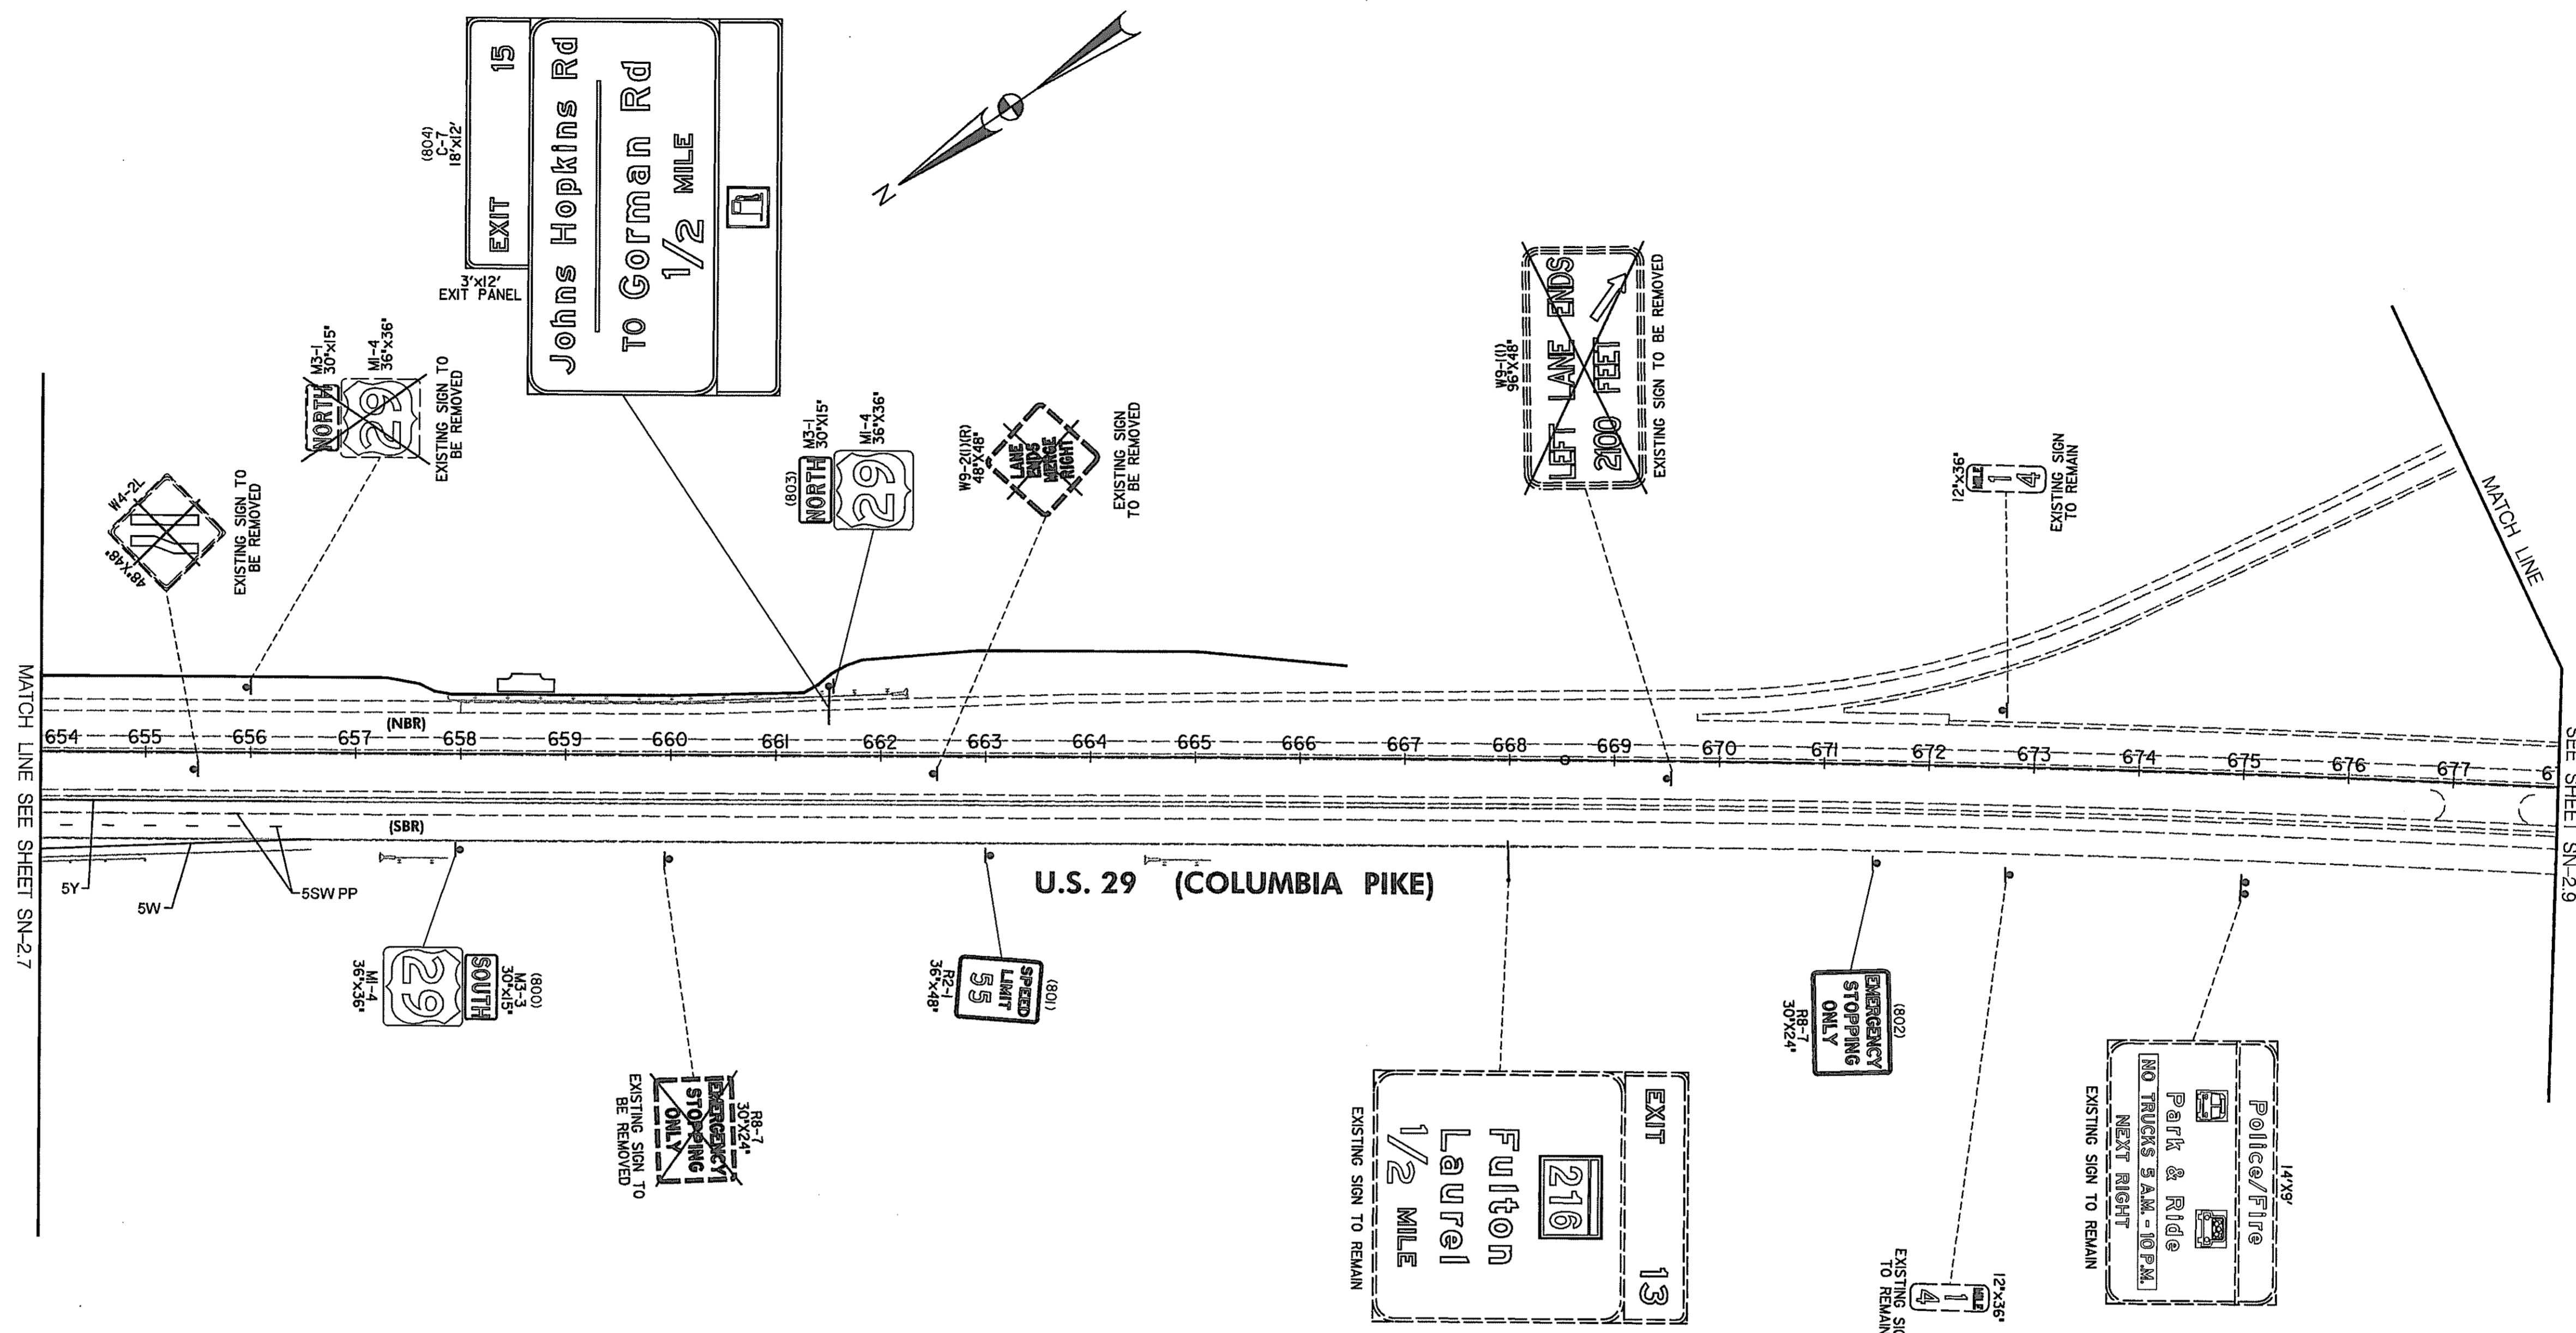 EXIT 15
Johns Hopkins Rd
TO Gorman Rd
1/2 MILE
(804)
C-7
18'x12'
3'x12'
EXIT PANEL
N
M3-1
30"x15"
M1-4
36"x36"
NORTH
29
EXISTING SIGN TO
BE REMOVED
W4-2L
48"X48"
EXISTING SIGN TO
BE REMOVED
(803)
M3-1
30"X15"
M1-4
36"X36"
NORTH
29
W9-2(1)(R)
48"X48"
LANE
ENDS
MERGE
RIGHT
EXISTING SIGN
TO BE REMOVED
W9-1(1)
96"X48"
LEFT LANE ENDS
2100 FEET
EXISTING SIGN TO BE REMOVED
12"x36"
MILE
14
EXISTING SIGN
TO REMAIN
MATCH LINE
SEE SHEET SN-2.9
MATCH LINE SEE SHEET SN-2.7
(NBR)
654 655 656 657 658 659 660 661 662 663 664 665 666 667 668 669 670 671 672 673 674 675 676 677 6
(SBR)
5Y
5W
5SW PP
U.S. 29 (COLUMBIA PIKE)
(800)
M3-3
30"x15"
SOUTH
29
M1-4
36"x36"
R8-7
30"X24"
EMERGENCY
STOPPING
ONLY
EXISTING SIGN TO
BE REMOVED
(801)
SPEED
LIMIT
55
R2-1
36"x48"
EXIT 13
216
Fulton
Laurel
1/2 MILE
EXISTING SIGN TO REMAIN
(802)
EMERGENCY
STOPPING
ONLY
R8-7
30"X24"
12"x36"
MILE
14
EXISTING SIG
TO REMAIN
14'X9'
Police/Fire
Park & Ride
NO TRUCKS 5 A.M. - 10 P.M.
NEXT RIGHT
EXISTING SIGN TO REMAIN